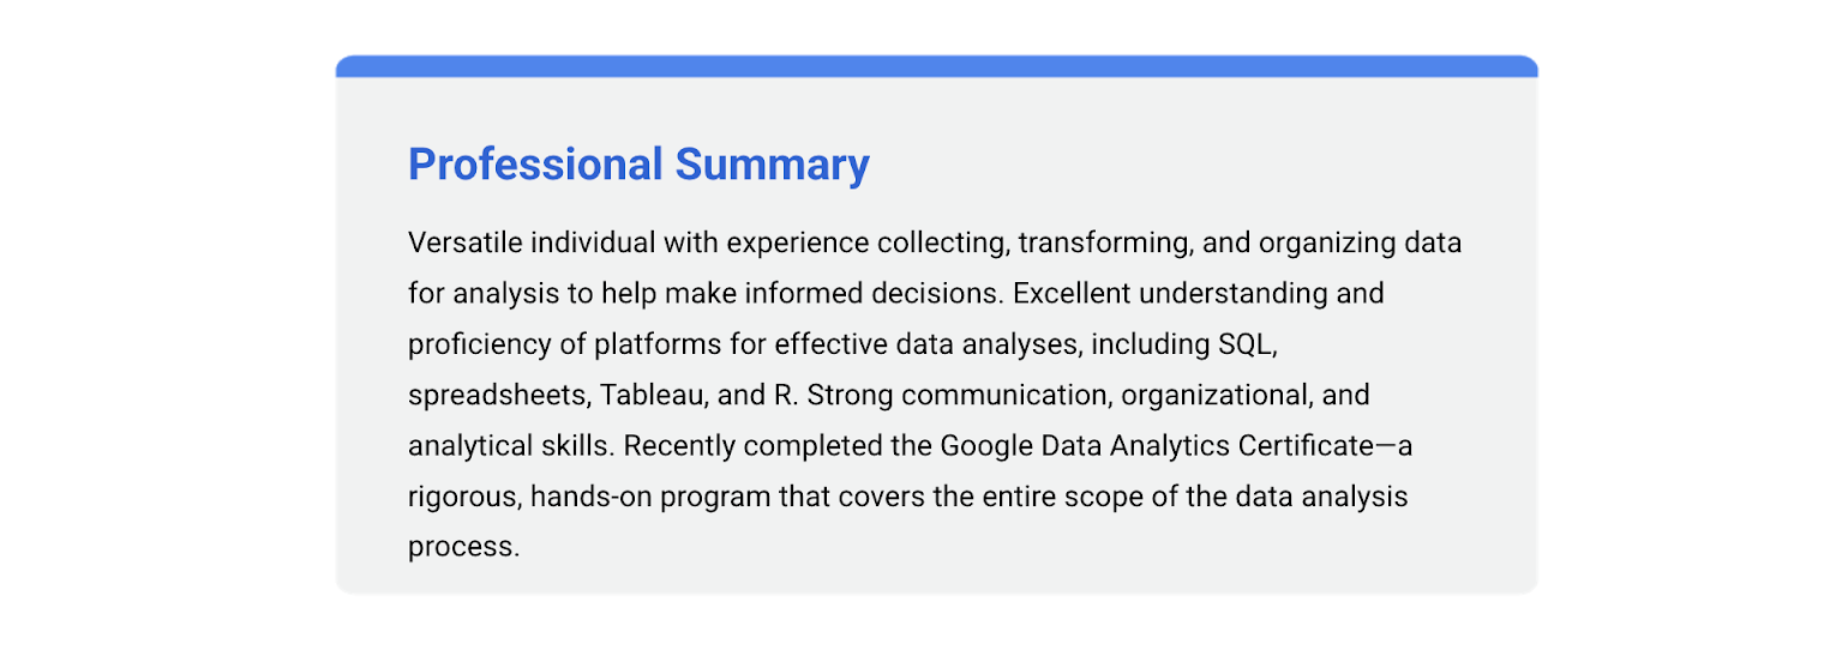 Professional Summary
Versatile individual with experience collecting, transforming, and organizing data
for analysis to help make informed decisions. Excellent understanding and
proficiency of platforms for effective data analyses, including SQL,
spreadsheets, Tableau, and R. Strong communication, organizational, and
analytical skills. Recently completed the Google Data Analytics Certificate—a
rigorous, hands-on program that covers the entire scope of the data analysis
process.